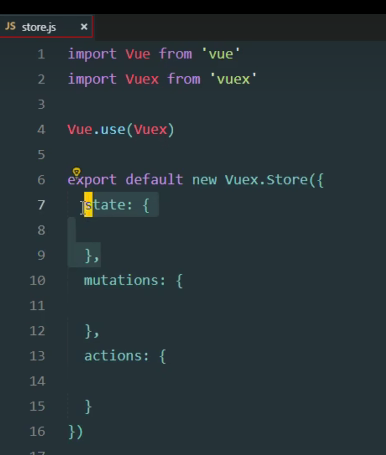 JS store.js ×
1 import Vue from 'vue'
2 import Vuex from 'vuex'
3
4 Vue.use(Vuex)
5
6 export default new Vuex.Store({
7 state: {
8
9 },
10 mutations: {
11
12 },
13 actions: {
14
15 }
16 })
17